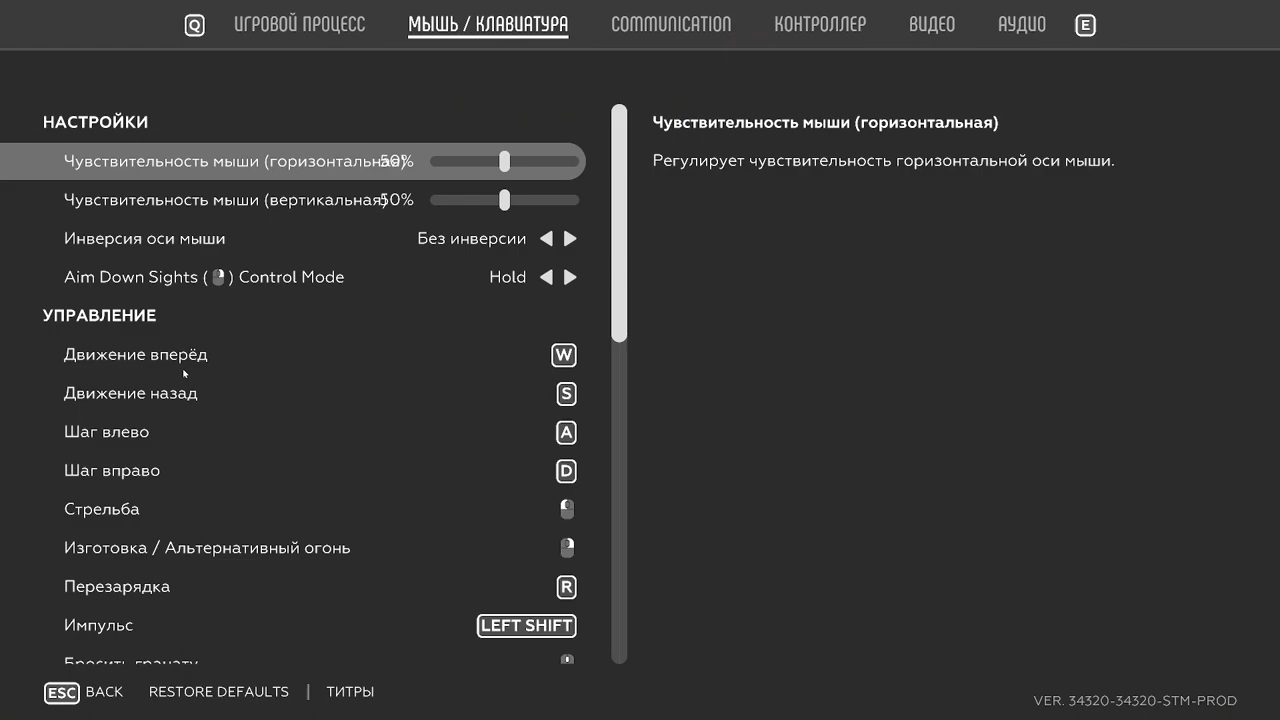 Q ИГРОВОЙ ПРОЦЕСС МЫШЬ / КЛАВИАТУРА COMMUNICATION КОНТРОЛЛЕР ВИДЕО АУДИО E
НАСТРОЙКИ
Чувствительность мыши (горизонтальная) 50%
Чувствительность мыши (вертикальная) 50%
Инверсия оси мыши Без инверсии
Aim Down Sights ( ) Control Mode Hold
УПРАВЛЕНИЕ
Движение вперёд W
Движение назад S
Шаг влево A
Шаг вправо D
Стрельба
Изготовка / Альтернативный огонь
Перезарядка R
Импульс LEFT SHIFT
Бросить гранату
Чувствительность мыши (горизонтальная)
Регулирует чувствительность горизонтальной оси мыши.
ESC BACK RESTORE DEFAULTS | ТИТРЫ
VER. 34320-34320-STM-PROD